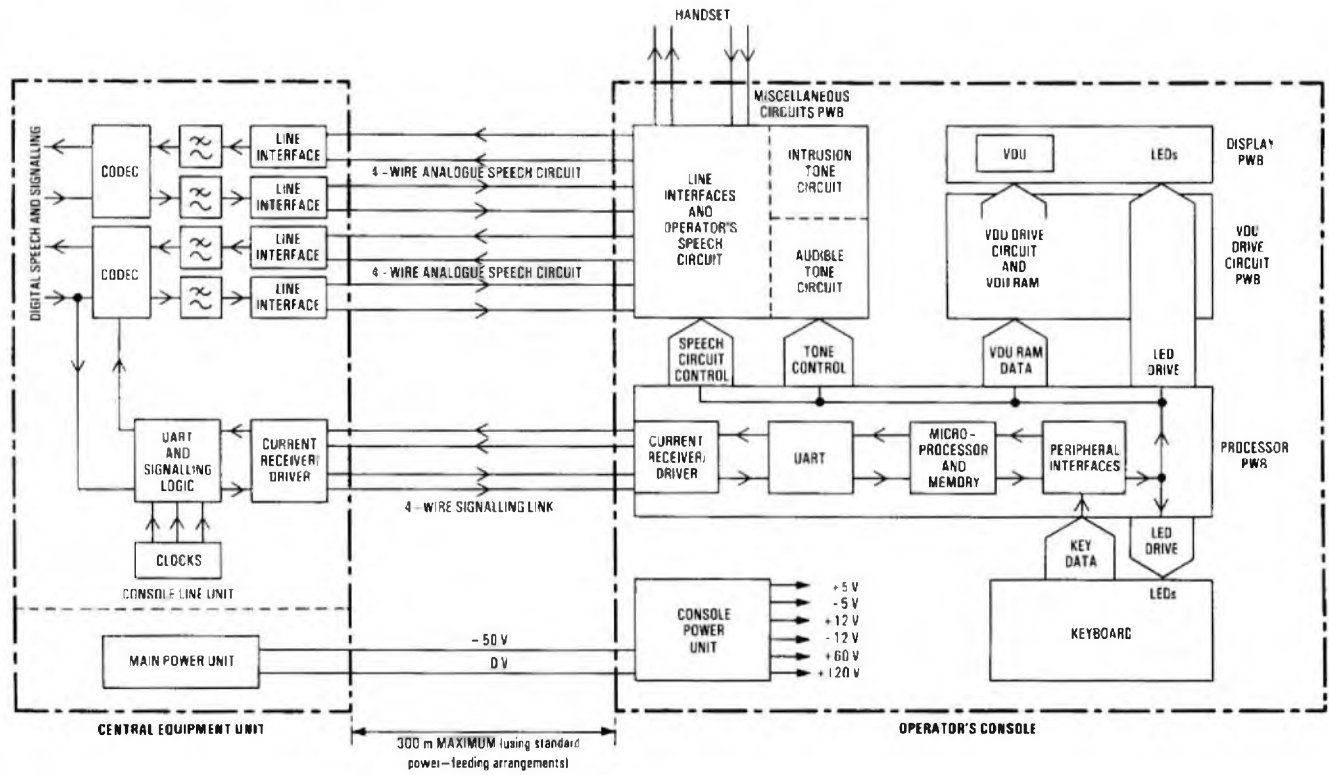 HANDSET
MISCELLANEOUS
CIRCUITS PWB
DIGITAL SPEECH AND SIGNALLING
CODEC
LINE
INTERFACE
LINE
INTERFACE
CODEC
LINE
INTERFACE
LINE
INTERFACE
4-WIRE ANALOGUE SPEECH CIRCUIT
4-WIRE ANALOGUE SPEECH CIRCUIT
LINE
INTERFACES
AND
OPERATOR'S
SPEECH
CIRCUIT
INTRUSION
TONE
CIRCUIT
AUDIBLE
TONE
CIRCUIT
VDU
LEDs
DISPLAY
PWB
VDU DRIVE
CIRCUIT
AND
VDU RAM
VDU
DRIVE
CIRCUIT
PWB
SPEECH
CIRCUIT
CONTROL
TONE
CONTROL
VDU RAM
DATA
LED
DRIVE
UART
AND
SIGNALLING
LOGIC
CURRENT
RECEIVER/
DRIVER
4-WIRE SIGNALLING LINK
CURRENT
RECEIVER/
DRIVER
UART
MICRO-
PROCESSOR
AND
MEMORY
PERIPHERAL
INTERFACES
PROCESSOR
PWB
CLOCKS
CONSOLE LINE UNIT
KEY
DATA
LED
DRIVE
LEDs
KEYBOARD
MAIN POWER UNIT
-50 V
0 V
CONSOLE
POWER
UNIT
+5 V
-5 V
+12 V
-12 V
+60 V
+120 V
CENTRAL EQUIPMENT UNIT
300 m MAXIMUM (using standard
power-feeding arrangements)
OPERATOR'S CONSOLE